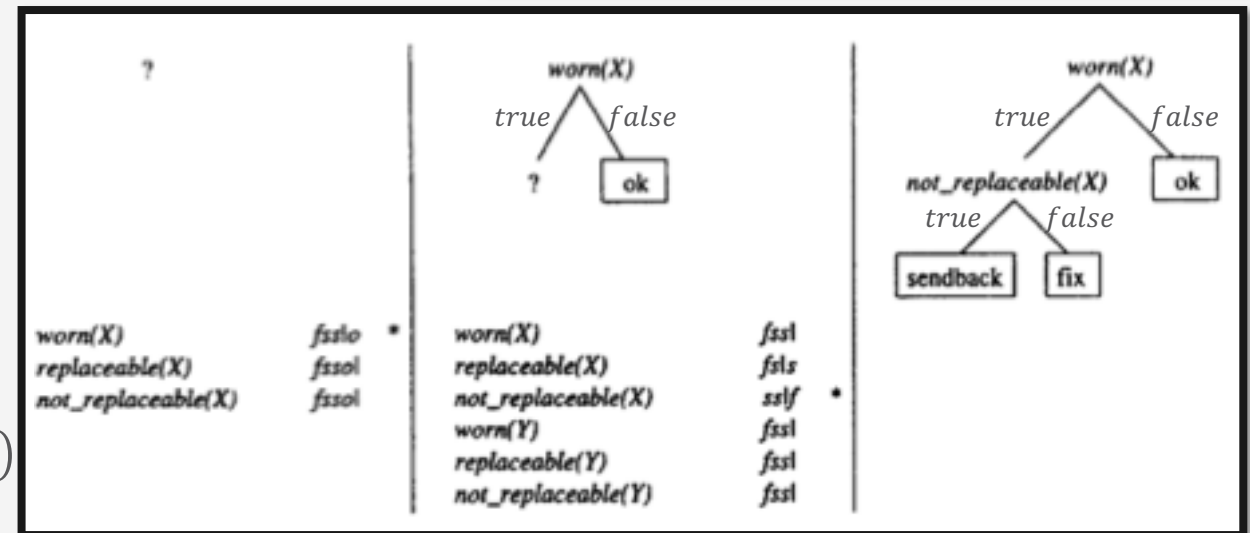 ?
worn(X) fss|o *
replaceable(X) fsso|
not_replaceable(X) fsso|
)
worn(X)
true false
? ok
worn(X) fss|
replaceable(X) fs|s
not_replaceable(X) ss|f *
worn(Y) fss|
replaceable(Y) fss|
not_replaceable(Y) fss|
worn(X)
true false
not_replaceable(X) ok
true false
sendback fix